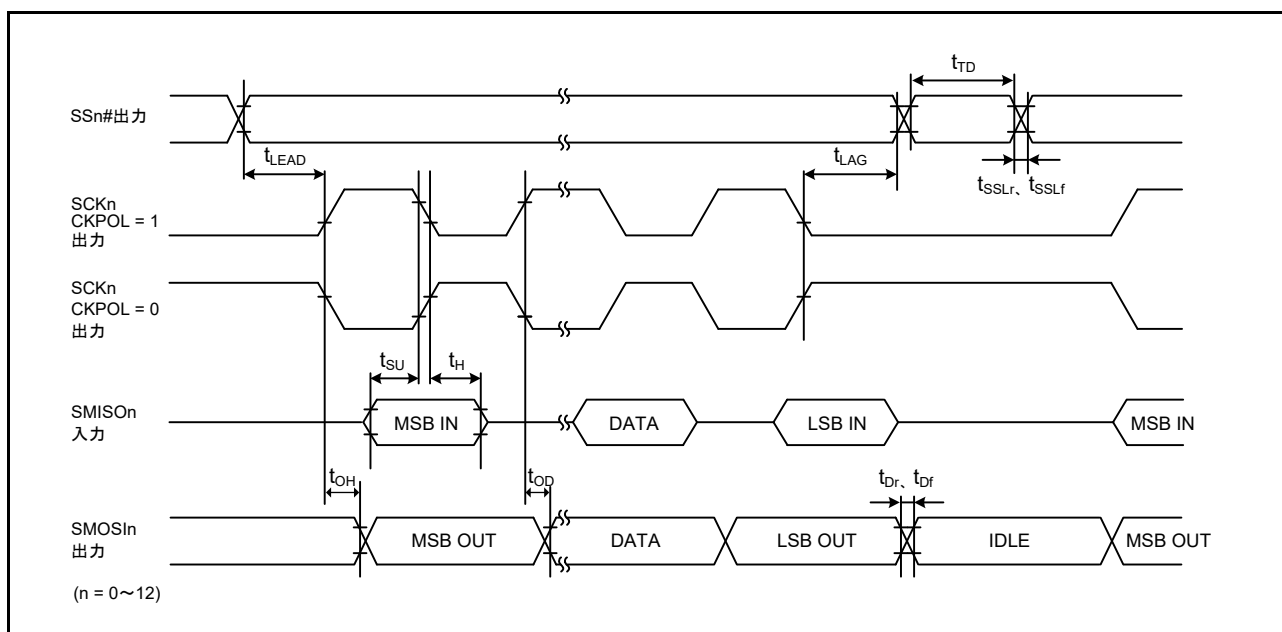 tTD
SSn#出力
tLEAD
tLAG
tSSLr、tSSLf
SCKn
CKPOL = 1
出力
SCKn
CKPOL = 0
出力
tSU
tH
SMISOn
入力
MSB IN
DATA
LSB IN
MSB IN
tOH
tOD
tDr、tDf
SMOSIn
出力
MSB OUT
DATA
LSB OUT
IDLE
MSB OUT
(n = 0～12)